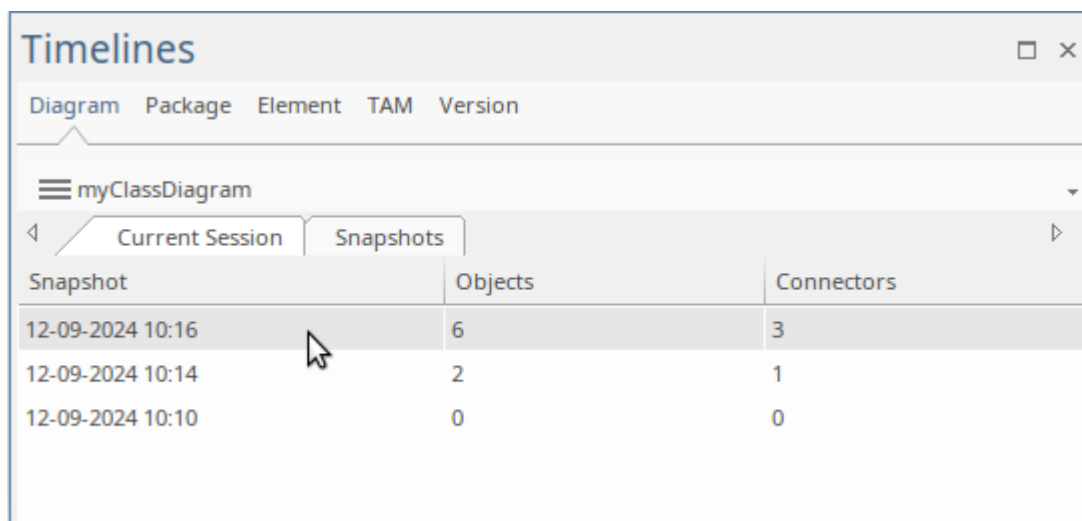 Timelines
Diagram Package Element TAM Version
myClassDiagram
Current Session Snapshots
Snapshot Objects Connectors
12-09-2024 10:16 6 3
12-09-2024 10:14 2 1
12-09-2024 10:10 0 0